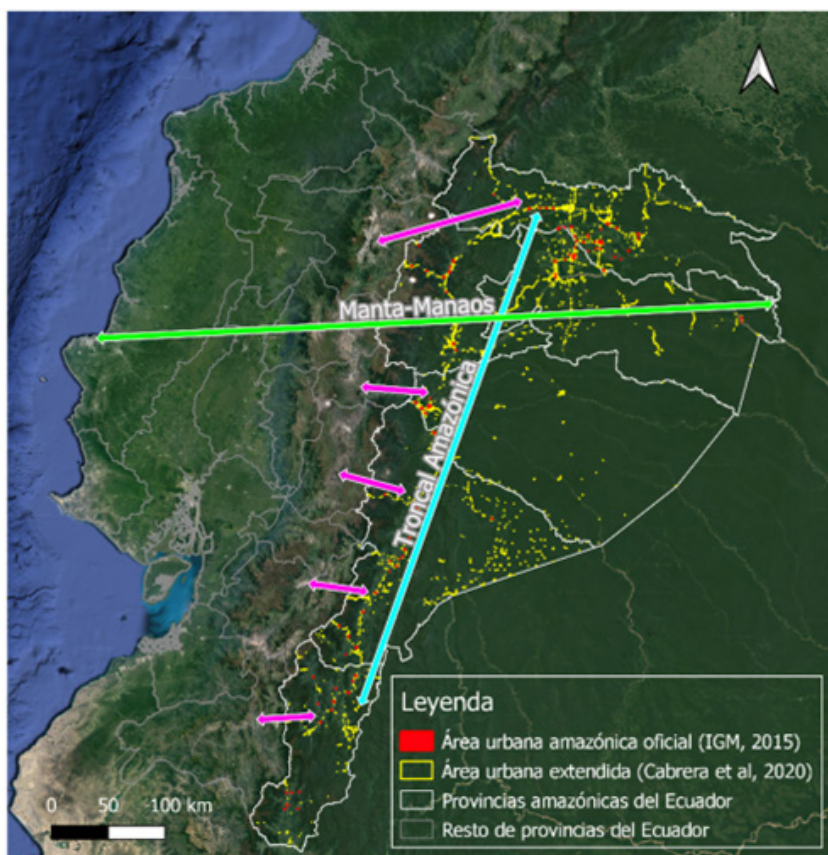 Manta-Manaos
Troncal Amazónica
Leyenda
Área urbana amazónica oficial (IGM, 2015)
Área urbana extendida (Cabrera et al, 2020)
Provincias amazónicas del Ecuador
Resto de provincias del Ecuador
0 50 100 km